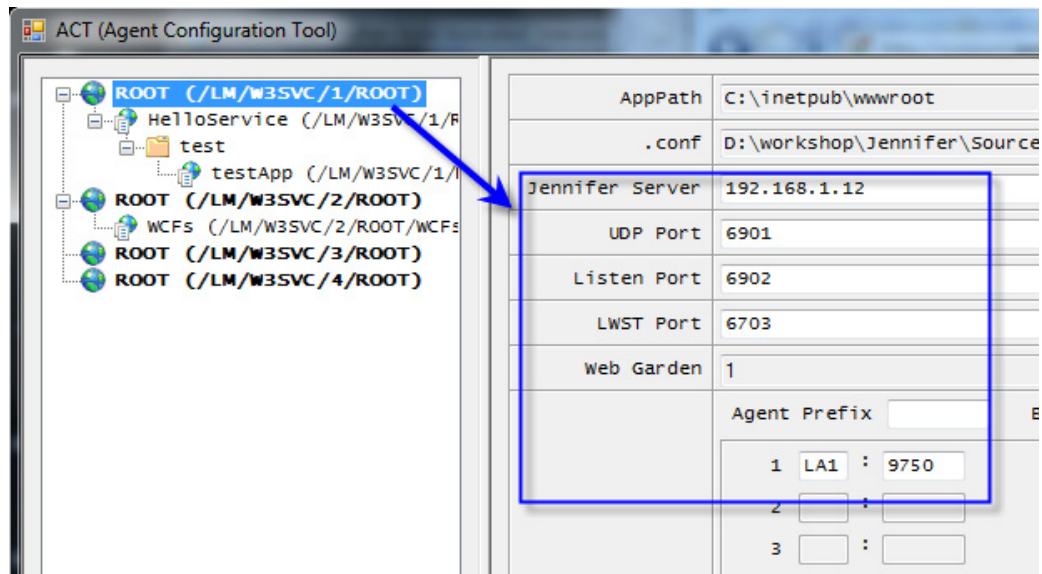 ACT (Agent Configuration Tool)
ROOT (/LM/W3SVC/1/ROOT)
HelloService (/LM/W3SVC/1/R
test
testApp (/LM/W3SVC/1/
ROOT (/LM/W3SVC/2/ROOT)
WCFs (/LM/W3SVC/2/ROOT/WCFs
ROOT (/LM/W3SVC/3/ROOT)
ROOT (/LM/W3SVC/4/ROOT)
AppPath C:\inetpub\wwwroot
.conf D:\workshop\Jennifer\Source
Jennifer Server 192.168.1.12
UDP Port 6901
Listen Port 6902
LWST Port 6703
Web Garden 1
Agent Prefix
1 LA1 : 9750
2 :
3 :